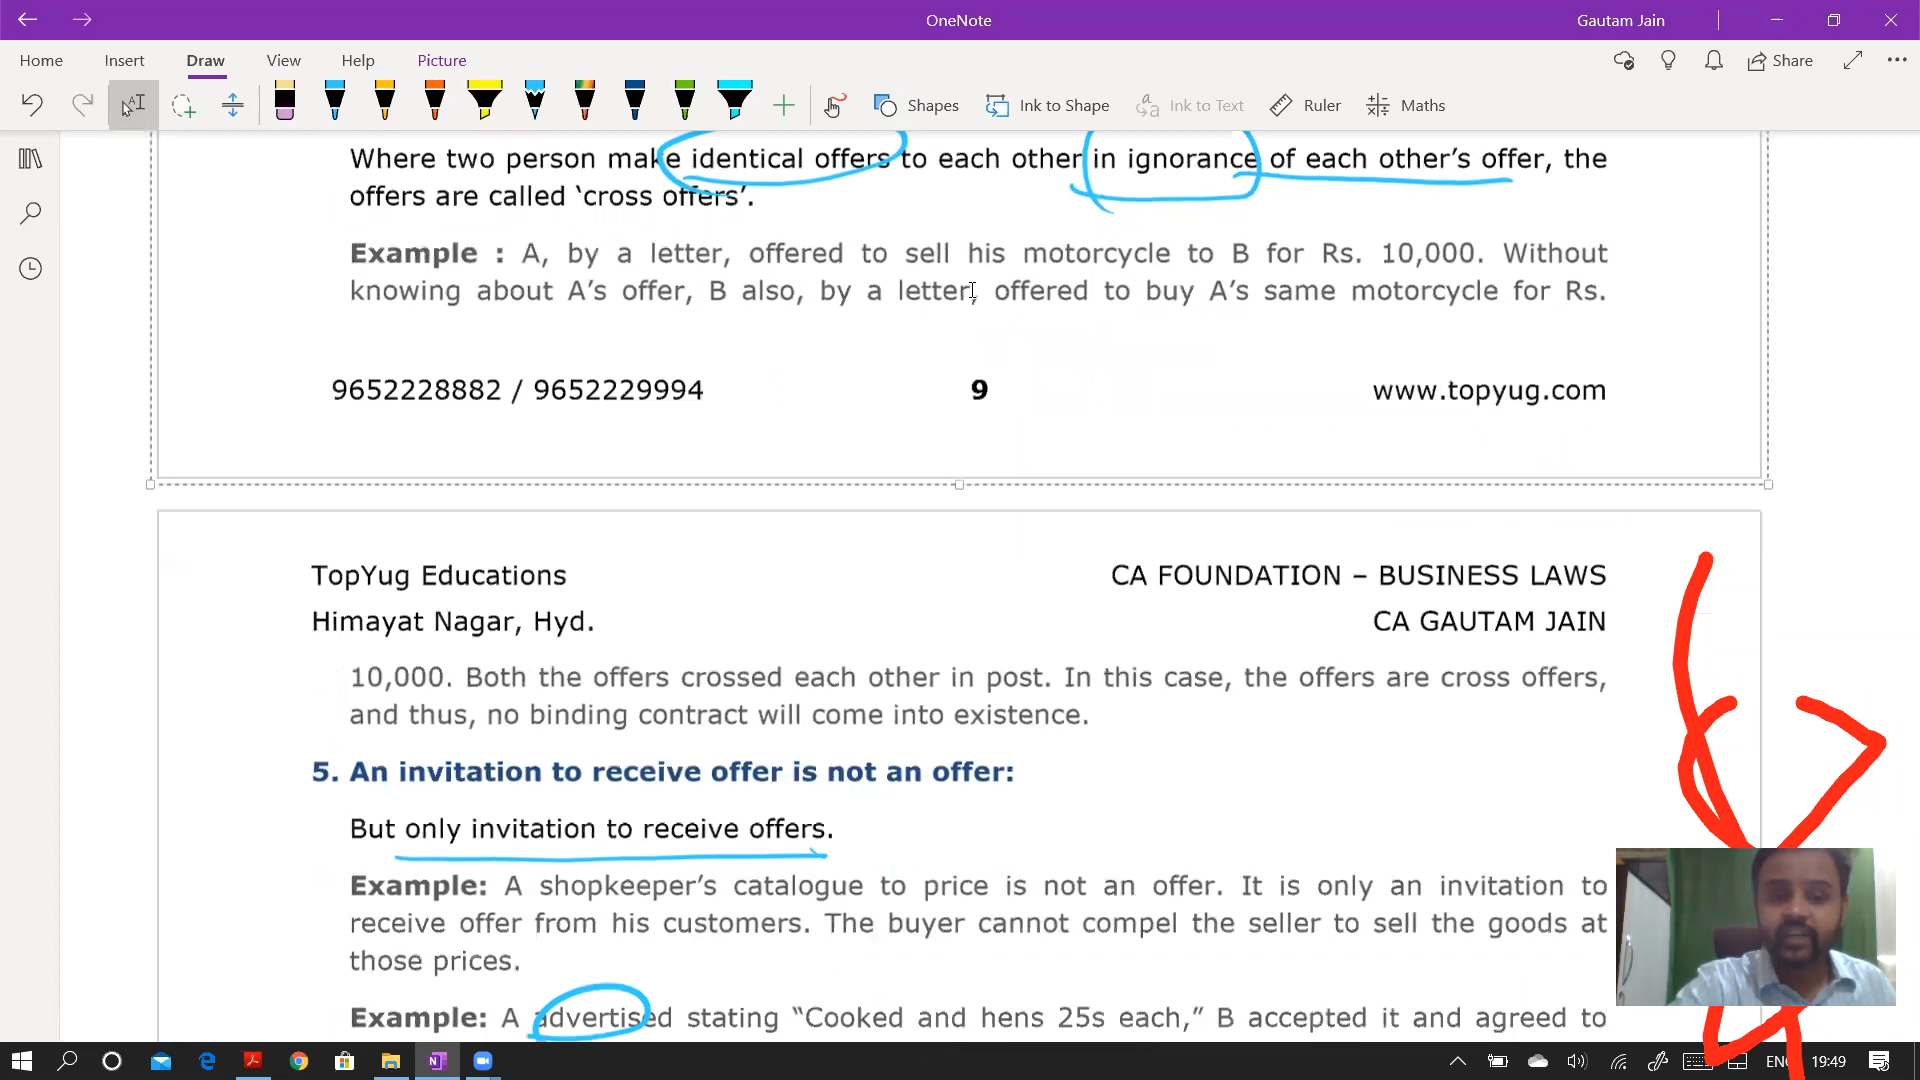 OneNote
Gautam Jain
Home Insert Draw View Help Picture
Share
Shapes Ink to Shape Ink to Text Ruler Maths
Where two person make identical offers to each other in ignorance of each other’s offer, the
offers are called ‘cross offers’.
Example : A, by a letter, offered to sell his motorcycle to B for Rs. 10,000. Without
knowing about A’s offer, B also, by a letter, offered to buy A’s same motorcycle for Rs.
9652228882 / 9652229994 9 www.topyug.com
TopYug Educations CA FOUNDATION – BUSINESS LAWS
Himayat Nagar, Hyd. CA GAUTAM JAIN
10,000. Both the offers crossed each other in post. In this case, the offers are cross offers,
and thus, no binding contract will come into existence.
5. An invitation to receive offer is not an offer:
But only invitation to receive offers.
Example: A shopkeeper’s catalogue to price is not an offer. It is only an invitation to
receive offer from his customers. The buyer cannot compel the seller to sell the goods at
those prices.
Example: A advertised stating “Cooked and hens 25s each,” B accepted it and agreed to
19:49